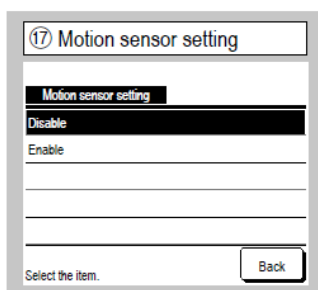 ⑰ Motion sensor setting
Motion sensor setting
Disable
Enable
Select the item.
Back